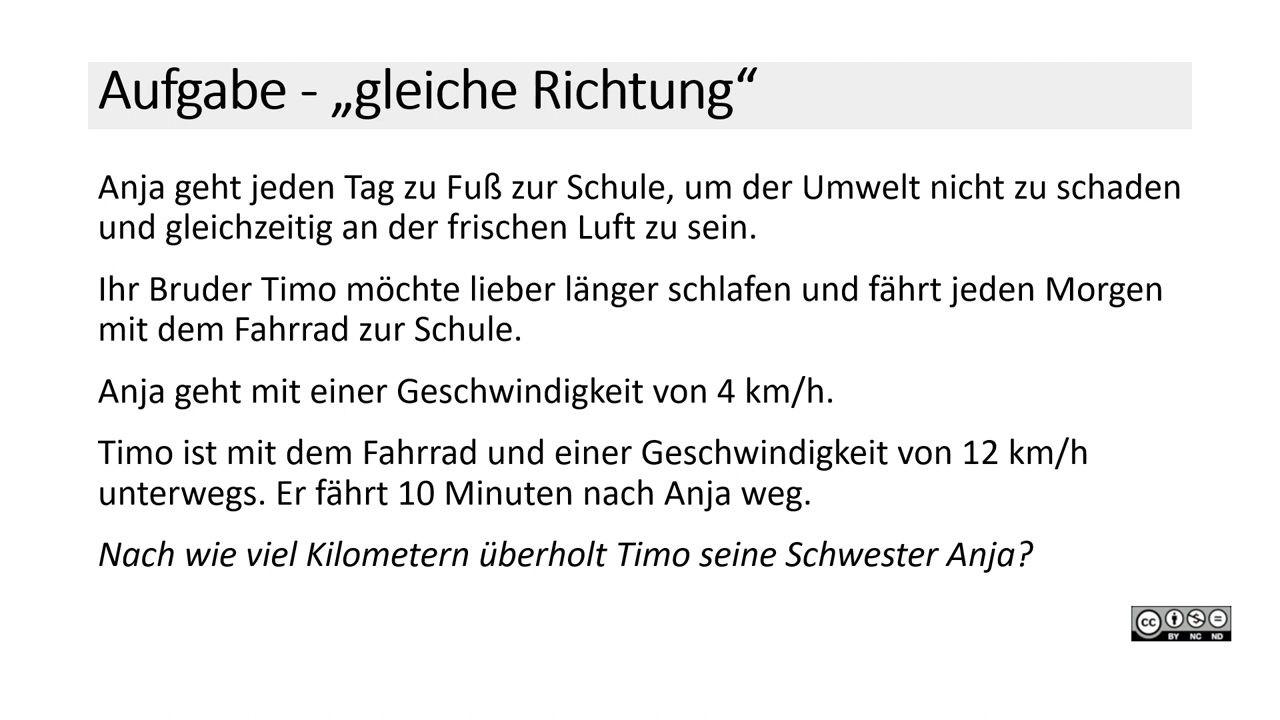 Aufgabe - „gleiche Richtung“
Anja geht jeden Tag zu Fuß zur Schule, um der Umwelt nicht zu schaden
und gleichzeitig an der frischen Luft zu sein.
Ihr Bruder Timo möchte lieber länger schlafen und fährt jeden Morgen
mit dem Fahrrad zur Schule.
Anja geht mit einer Geschwindigkeit von 4 km/h.
Timo ist mit dem Fahrrad und einer Geschwindigkeit von 12 km/h
unterwegs. Er fährt 10 Minuten nach Anja weg.
Nach wie viel Kilometern überholt Timo seine Schwester Anja?
cc
BY NC ND